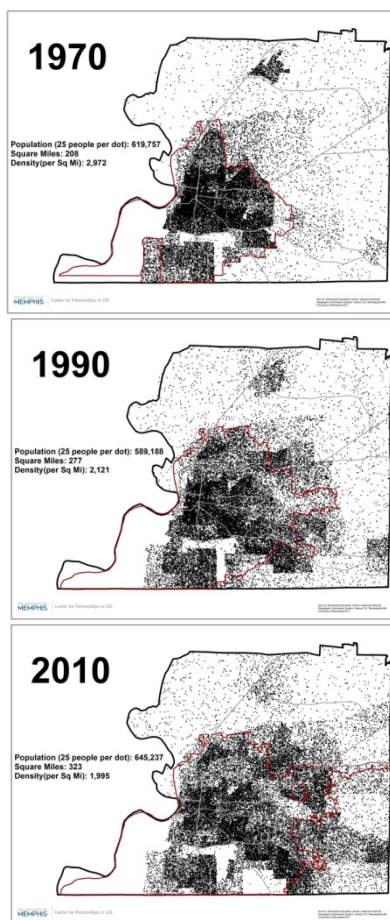 1970
Population (25 people per dot): 619,757
Square Miles: 208
Density(per Sq Mi): 2,972
MEMPHIS Center for Partnerships in GIS
1990
Population (25 people per dot): 589,188
Square Miles: 277
Density(per Sq Mi): 2,121
MEMPHIS Center for Partnerships in GIS
2010
Population (25 people per dot): 645,237
Square Miles: 323
Density(per Sq Mi): 1,995
MEMPHIS Center for Partnerships in GIS